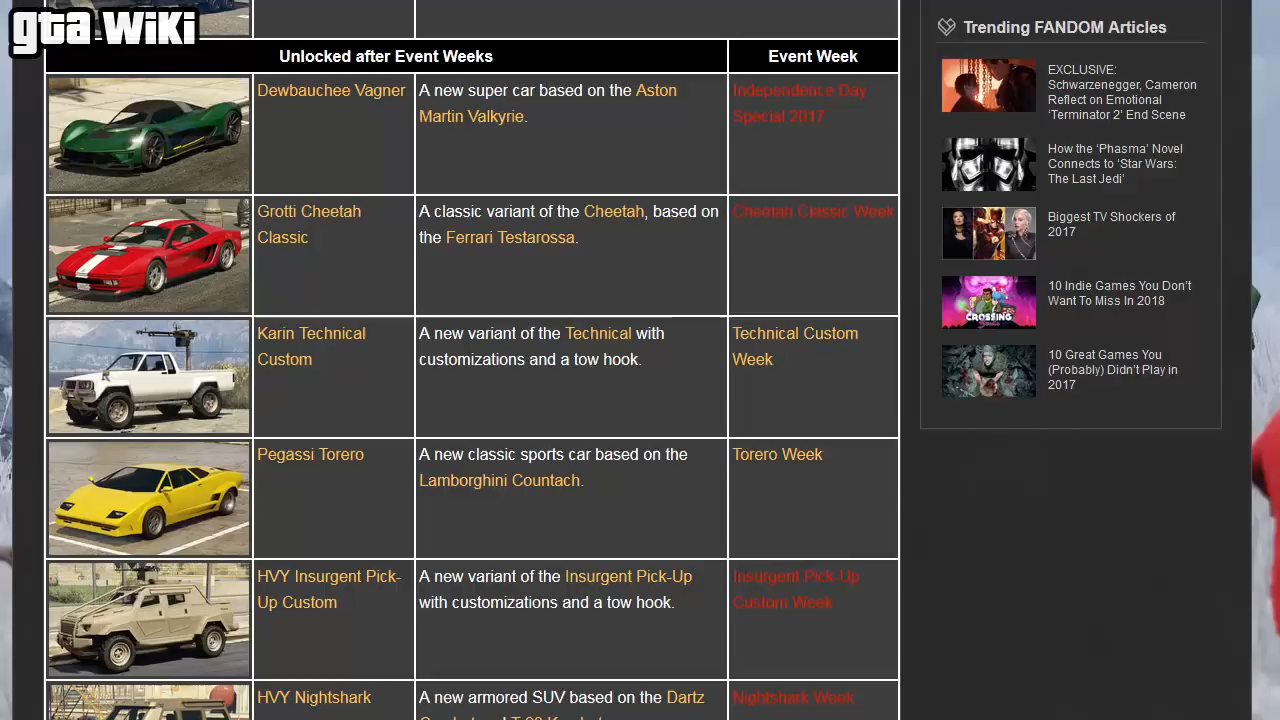 gta wiki
Unlocked after Event Weeks
Event Week
Dewbauchee Vagner
A new super car based on the Aston
Martin Valkyrie.
Independence Day
Special 2017
Grotti Cheetah
Classic
A classic variant of the Cheetah, based on
the Ferrari Testarossa.
Cheetah Classic Week
Karin Technical
Custom
A new variant of the Technical with
customizations and a tow hook.
Technical Custom
Week
Pegassi Torero
A new classic sports car based on the
Lamborghini Countach.
Torero Week
HVY Insurgent Pick-
Up Custom
A new variant of the Insurgent Pick-Up
with customizations and a tow hook.
Insurgent Pick-Up
Custom Week
HVY Nightshark
A new armored SUV based on the Dartz
Nightshark Week
Trending FANDOM Articles
EXCLUSIVE:
Schwarzenegger, Cameron
Reflect on Emotional
'Terminator 2' End Scene
How the 'Phasma' Novel
Connects to 'Star Wars:
The Last Jedi'
Biggest TV Shockers of
2017
CROSSING
10 Indie Games You Don't
Want To Miss In 2018
10 Great Games You
(Probably) Didn't Play in
2017